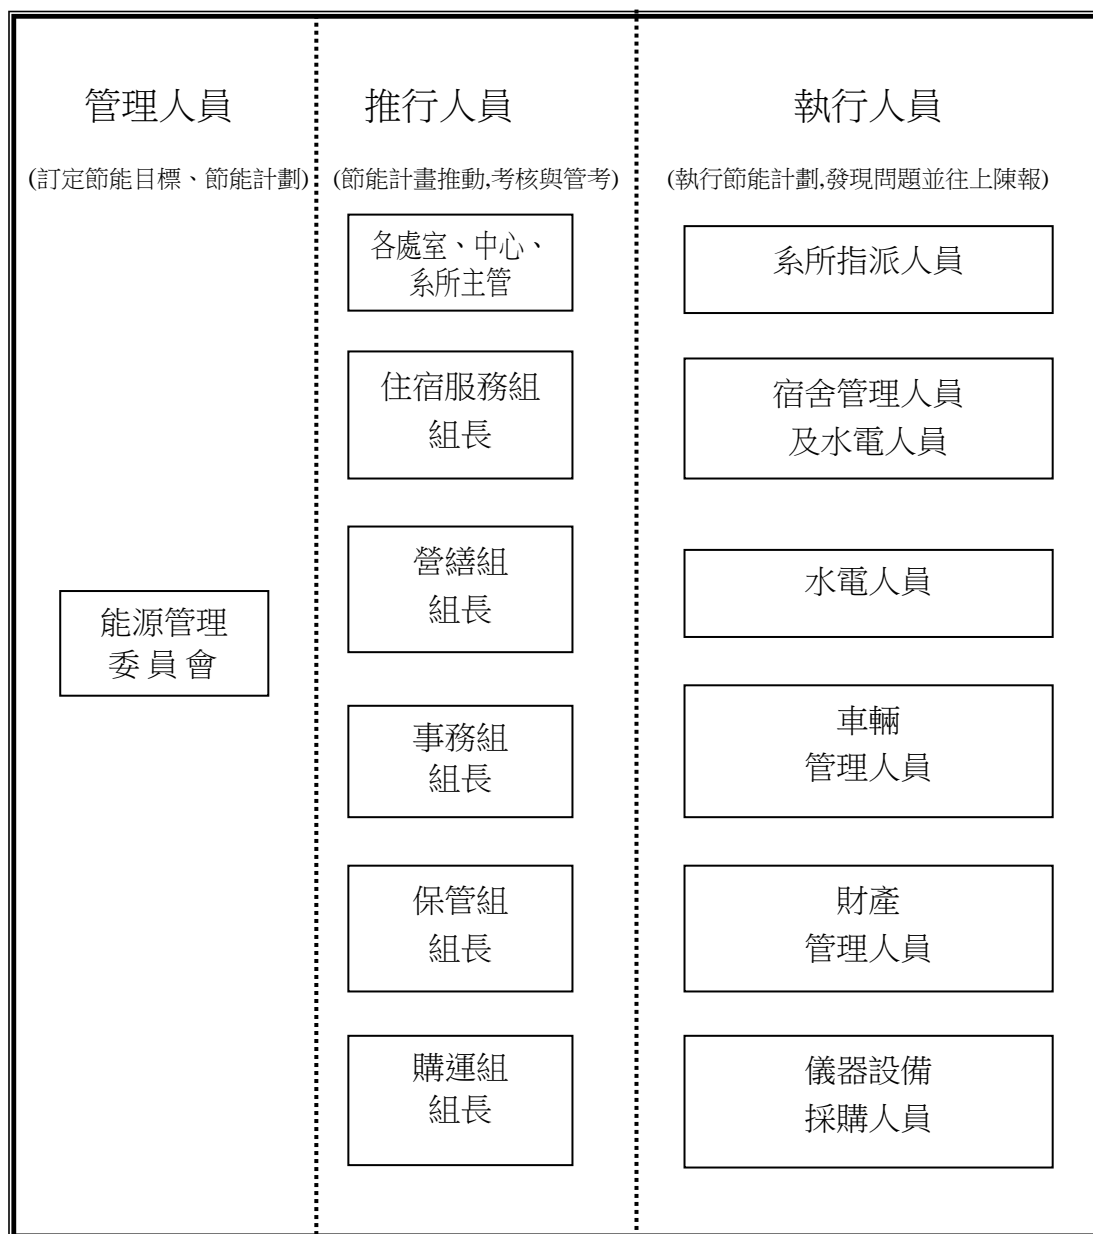 管理人員
(訂定節能目標、節能計劃)
能源管理
委員會
推行人員
(節能計畫推動,考核與管考)
各處室、中心、
系所主管
住宿服務組
組長
營繕組
組長
事務組
組長
保管組
組長
購運組
組長
執行人員
(執行節能計劃,發現問題並往上陳報)
系所指派人員
宿舍管理人員
及水電人員
水電人員
車輛
管理人員
財產
管理人員
儀器設備
採購人員